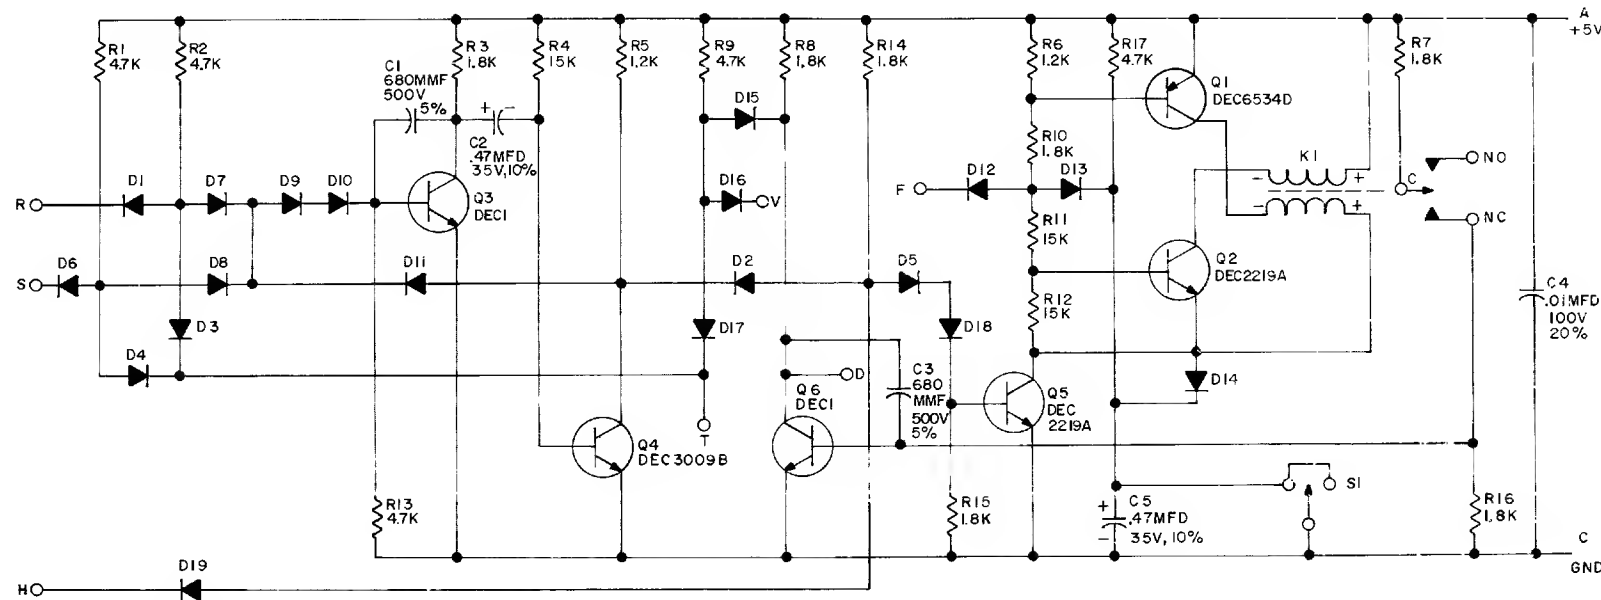 A
+5V
R1
4.7K
R2
4.7K
C1
680MMF
500V
5%
R3
1.8K
R4
15K
R5
1.2K
R9
4.7K
R8
1.8K
R14
1.8K
R6
1.2K
R17
4.7K
Q1
DEC6534D
R7
1.8K
+ -
C2
.47MFD
35V,10%
D15
R10
1.8K
K1
- +
- +
C
NO
NC
R
D1
D7
D9
D10
Q3
DEC1
D16
V
F
D12
D13
R11
15K
S
D6
D8
D11
D2
D5
Q2
DEC2219A
R12
15K
C4
.01MFD
100V
20%
D3
D4
D17
D18
D14
C3
680
MMF
500V
5%
D
Q6
DEC1
Q5
DEC
2219A
T
Q4
DEC3009B
R13
4.7K
R15
1.8K
+
-
C5
.47MFD
35V,10%
S1
R16
1.8K
C
GND
H
D19